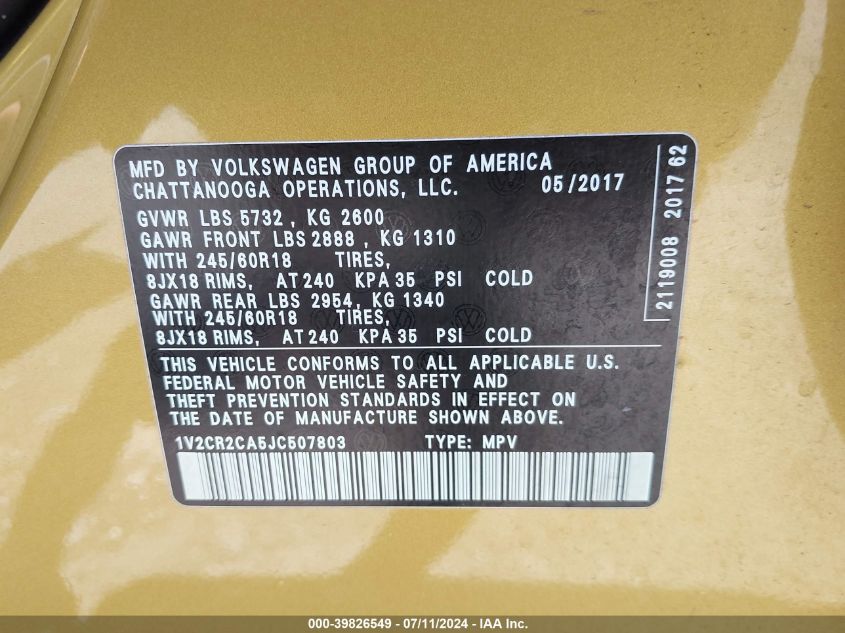 MFD BY VOLKSWAGEN GROUP OF AMERICA
CHATTANOOGA OPERATIONS, LLC. 05/2017
GVWR LBS 5732 , KG 2600
GAWR FRONT LBS 2888 , KG 1310
WITH 245/60R18 TIRES,
8JX18 RIMS, AT 240 KPA 35 PSI COLD
GAWR REAR LBS 2954, KG 1340
WITH 245/60R18 TIRES,
8JX18 RIMS, AT 240 KPA 35 PSI COLD
THIS VEHICLE CONFORMS TO ALL APPLICABLE U.S.
FEDERAL MOTOR VEHICLE SAFETY AND
THEFT PREVENTION STANDARDS IN EFFECT ON
THE DATE OF MANUFACTURE SHOWN ABOVE.
1V2CR2CA5JC507803 TYPE: MPV
2119008 2017 62
000-39826549 - 07/11/2024 - IAA Inc.